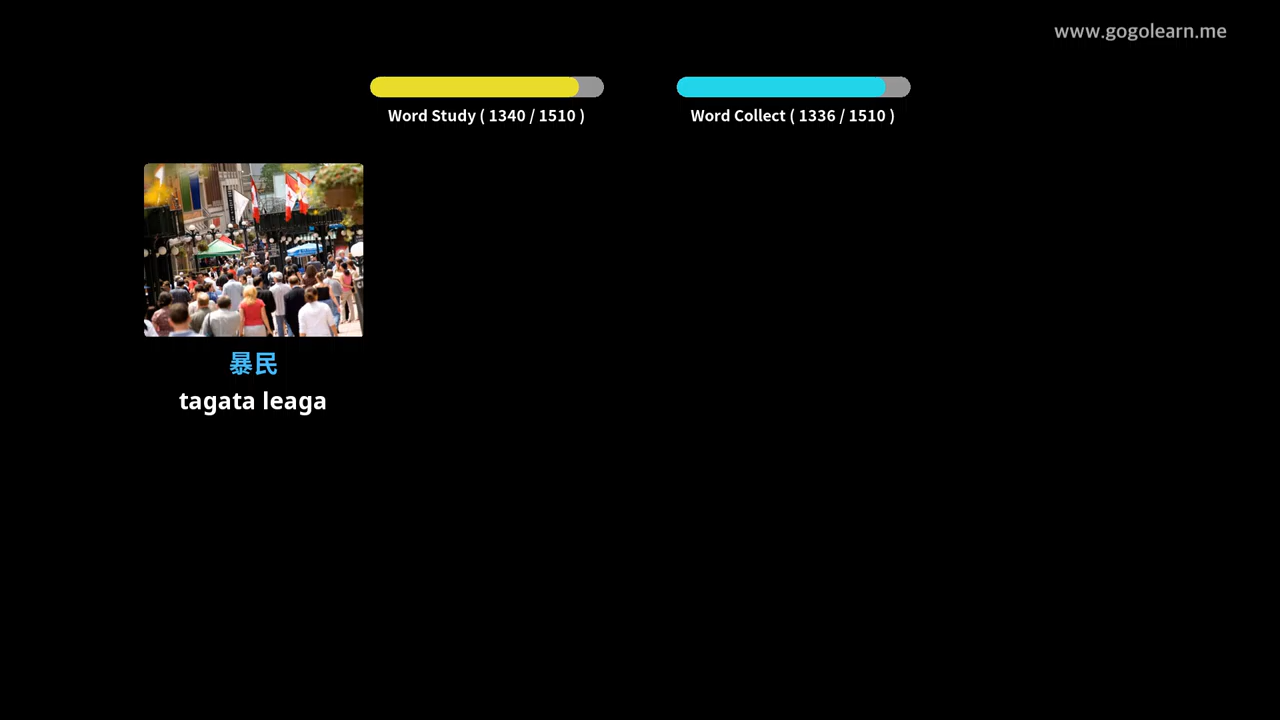 www.gogolearn.me
Word Study ( 1340 / 1510 )
Word Collect ( 1336 / 1510 )
暴民
tagata leaga